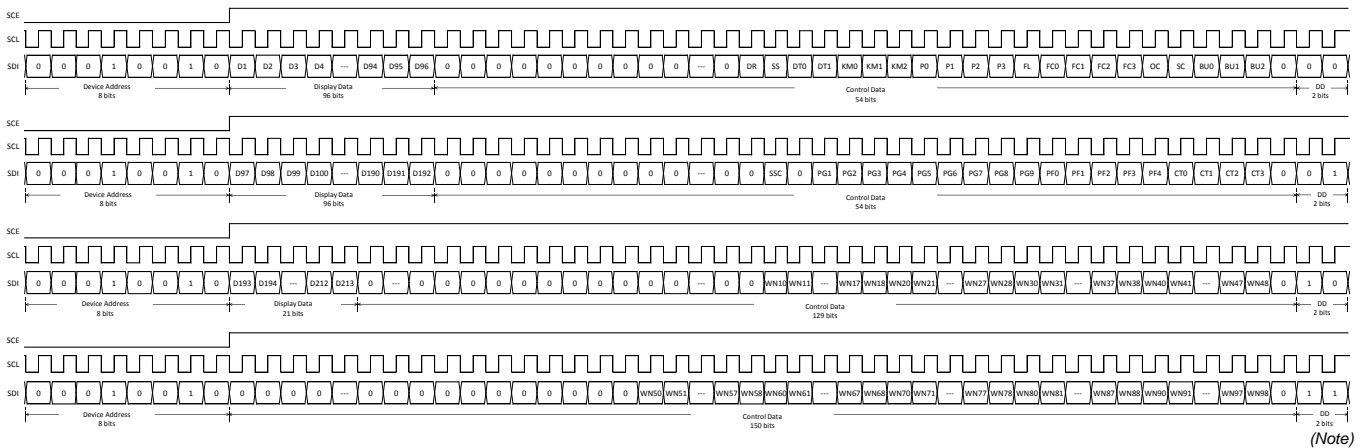 SCE
SCL
SDI 0 0 0 1 0 0 1 0 D1 D2 D3 D4 --- D94 D95 D96 0 0 0 0 0 0 0 0 0 0 --- 0 DR SS DT0 DT1 KM0 KM1 KM2 P0 P1 P2 P3 FL FC0 FC1 FC2 FC3 OC SC BU0 BU1 BU2 0 0 0
Device Address Display Data Control Data DD
8 bits 96 bits 54 bits 2 bits
SCE
SCL
SDI 0 0 0 1 0 0 1 0 D97 D98 D99 D100 --- D190 D191 D192 0 0 0 0 0 0 0 0 0 0 --- 0 0 SSC 0 PG1 PG2 PG3 PG4 PG5 PG6 PG7 PG8 PG9 PF0 PF1 PF2 PF3 PF4 CT0 CT1 CT2 CT3 0 0 1
Device Address Display Data Control Data DD
8 bits 96 bits 54 bits 2 bits
SCE
SCL
SDI 0 0 0 1 0 0 1 0 D193 D194 --- D212 D213 0 --- 0 0 0 0 0 0 0 0 0 0 0 --- 0 0 WN10 WN11 --- WN17 WN18 WN20 WN21 --- WN27 WN28 WN30 WN31 --- WN37 WN38 WN40 WN41 --- WN47 WN48 0 1 0
Device Address Display Data Control Data DD
8 bits 21 bits 129 bits 2 bits
SCE
SCL
SDI 0 0 0 1 0 0 1 0 0 0 0 0 --- 0 0 0 0 0 0 0 0 0 0 0 WN50 WN51 --- WN57 WN58 WN60 WN61 --- WN67 WN68 WN70 WN71 --- WN77 WN78 WN80 WN81 --- WN87 WN88 WN90 WN91 --- WN97 WN98 0 1 1
Device Address Control Data DD
8 bits 150 bits 2 bits
(Note)